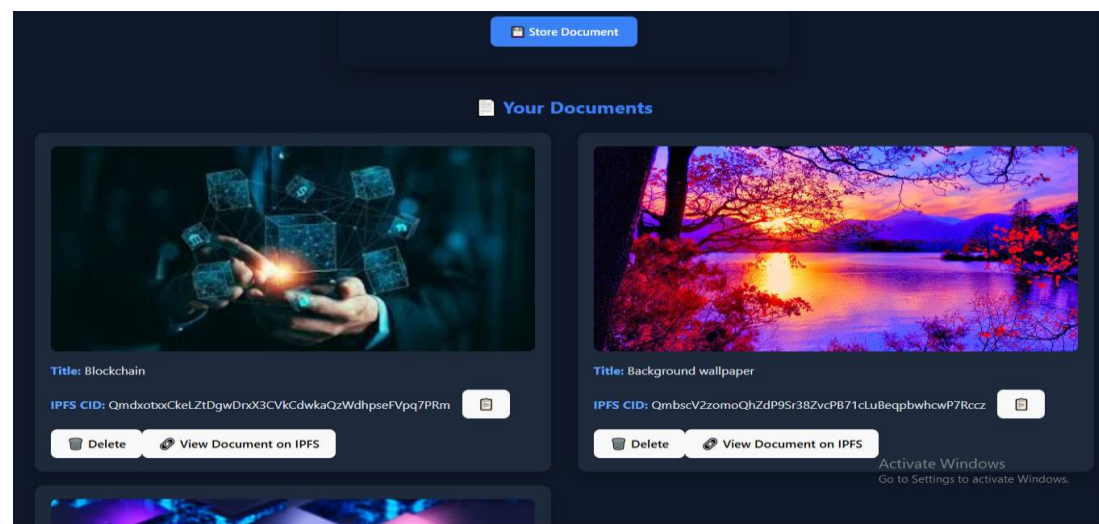 Store Document
Your Documents
Title: Blockchain
IPFS CID: QmdxotxxCkeLZtDgwDrxX3CVkCdwkaQzWdhpseFVpq7PRm
Delete
View Document on IPFS
Title: Background wallpaper
IPFS CID: QmbscV2zomoQhZdP9Sr38ZvcPB71cLuBeqpbwhcwP7Rccz
Delete
View Document on IPFS
Activate Windows
Go to Settings to activate Windows.